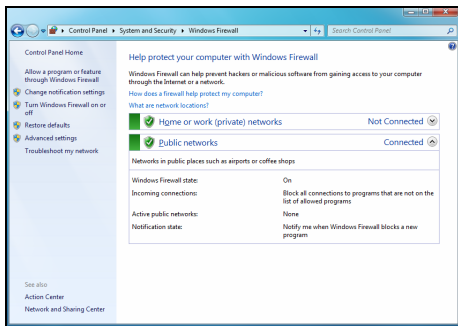 Control Panel ▸ System and Security ▸ Windows Firewall
Search Control Panel
Control Panel Home
Allow a program or feature
through Windows Firewall
Change notification settings
Turn Windows Firewall on or
off
Restore defaults
Advanced settings
Troubleshoot my network
See also
Action Center
Network and Sharing Center
Help protect your computer with Windows Firewall
Windows Firewall can help prevent hackers or malicious software from gaining access to your computer
through the Internet or a network.
How does a firewall help protect my computer?
What are network locations?
Home or work (private) networks Not Connected
Public networks Connected
Networks in public places such as airports or coffee shops
Windows Firewall state: On
Incoming connections: Block all connections to programs that are not on the
list of allowed programs
Active public networks: None
Notification state: Notify me when Windows Firewall blocks a new
program